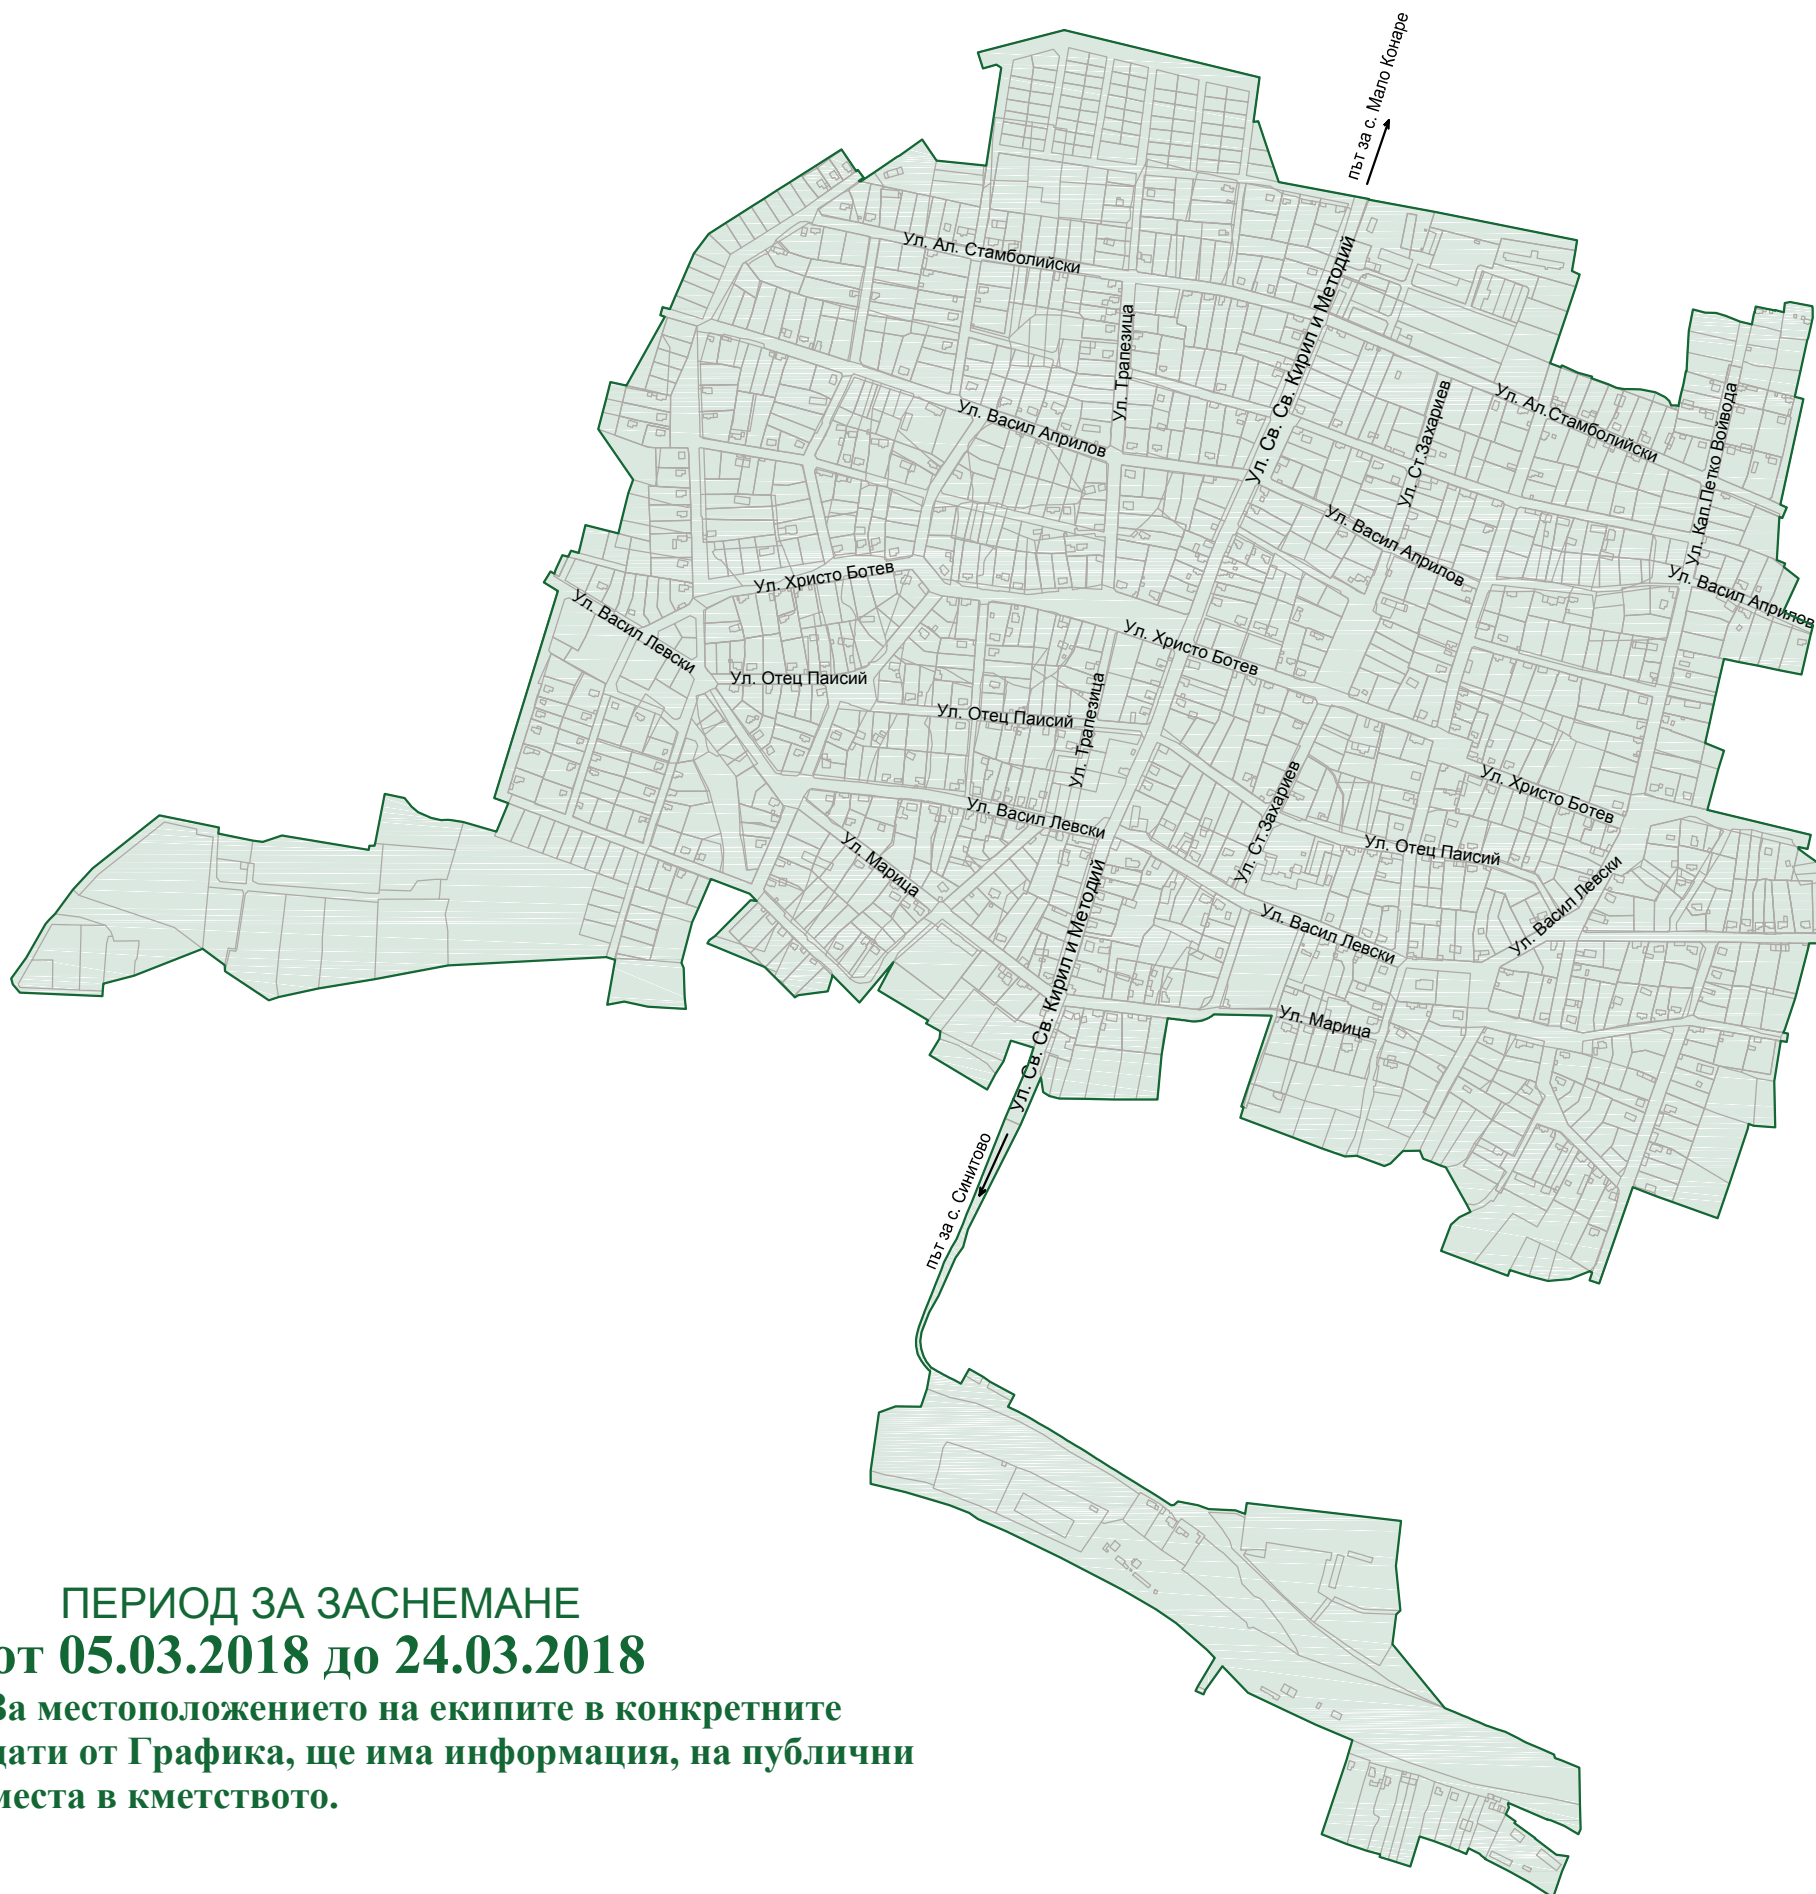 път за с. Мало Конаре
Ул. Ал. Стамболийски
Ул. Св. Св. Кирил и Методий
Ул. Трапезица
Ул. Ст.Захариев
Ул. Ал.Стамболийски
Ул. Кап.Петко Войвода
Ул. Васил Априлов
Ул. Васил Априлов
Ул. Васил Априлов
Ул. Христо Ботев
Ул. Васил Левски
Ул. Христо Ботев
Ул. Отец Паисий
Ул. Отец Паисий
Ул. Трапезица
Ул. Христо Ботев
Ул. Ст.Захариев
Ул. Васил Левски
Ул. Марица
Ул. Отец Паисий
Ул. Васил Левски
Ул. Васил Левски
Ул. Св. Св. Кирил и Методий
Ул. Марица
път за с. Синитово
ПЕРИОД ЗА ЗАСНЕМАНЕ
от 05.03.2018 до 24.03.2018
За местоположението на екипите в конкретните
дати от Графика, ще има информация, на публични
места в кметството.